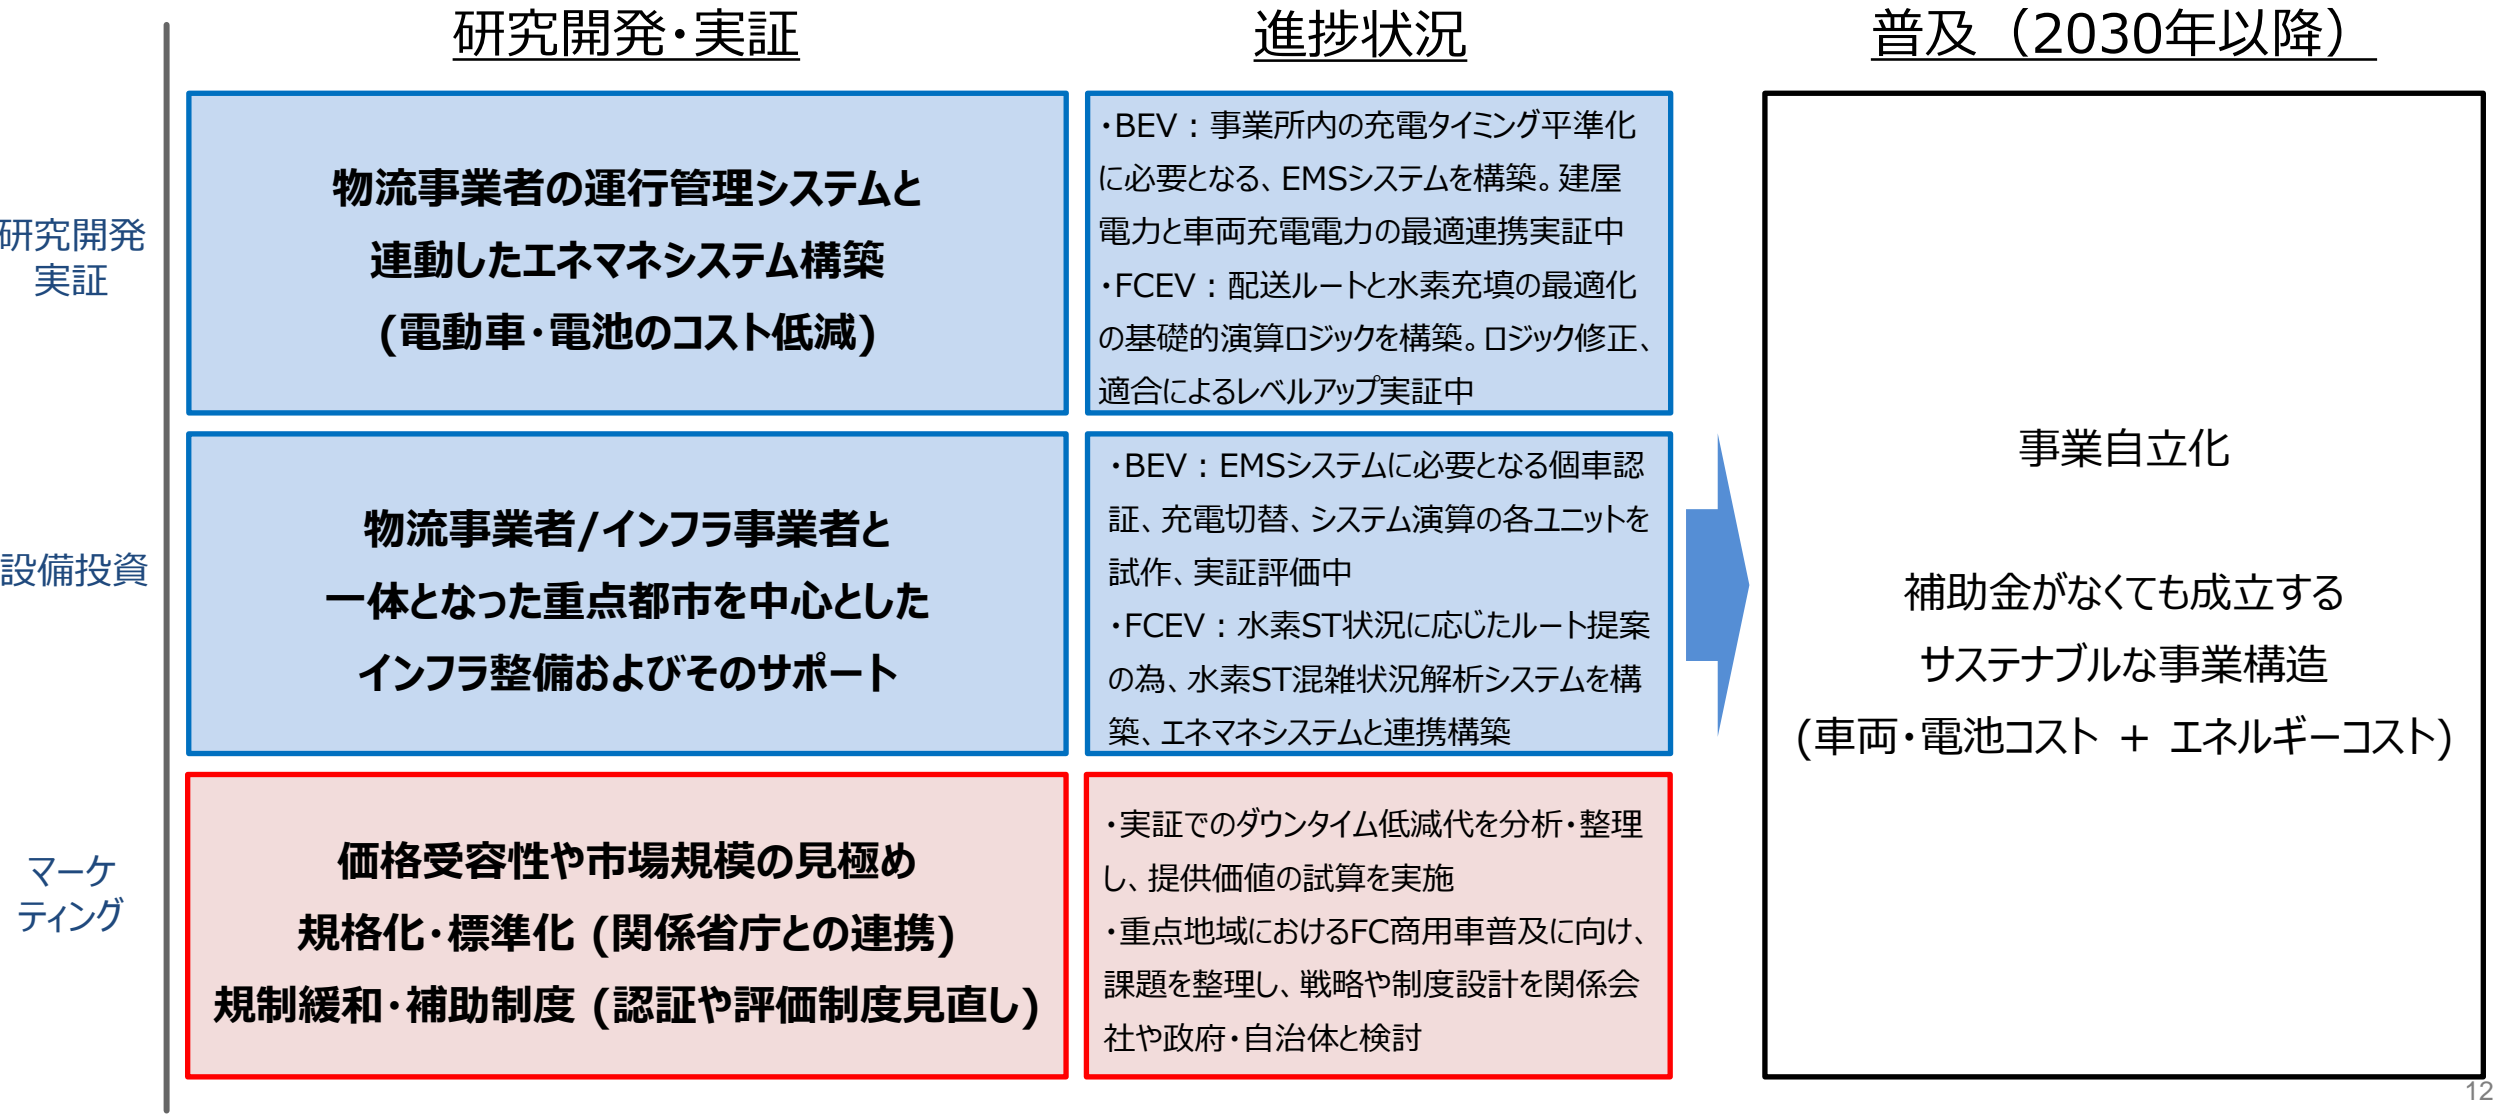 研究開発・実証
進捗状況
普及（2030年以降）
研究開発
実証
物流事業者の運行管理システムと
連動したエネマネシステム構築
(電動車・電池のコスト低減)
・BEV：事業所内の充電タイミング平準化
に必要となる、EMSシステムを構築。建屋
電力と車両充電電力の最適連携実証中
・FCEV：配送ルートと水素充填の最適化
の基礎的演算ロジックを構築。ロジック修正、
適合によるレベルアップ実証中
設備投資
物流事業者/インフラ事業者と
一体となった重点都市を中心とした
インフラ整備およびそのサポート
・BEV：EMSシステムに必要となる個車認
証、充電切替、システム演算の各ユニットを
試作、実証評価中
・FCEV：水素ST状況に応じたルート提案
の為、水素ST混雑状況解析システムを構
築、エネマネシステムと連携構築
マーケ
ティング
価格受容性や市場規模の見極め
規格化・標準化 (関係省庁との連携)
規制緩和・補助制度 (認証や評価制度見直し)
・実証でのダウンタイム低減代を分析・整理
し、提供価値の試算を実施
・重点地域におけるFC商用車普及に向け、
課題を整理し、戦略や制度設計を関係会
社や政府・自治体と検討
事業自立化
補助金がなくても成立する
サステナブルな事業構造
(車両・電池コスト + エネルギーコスト)
12